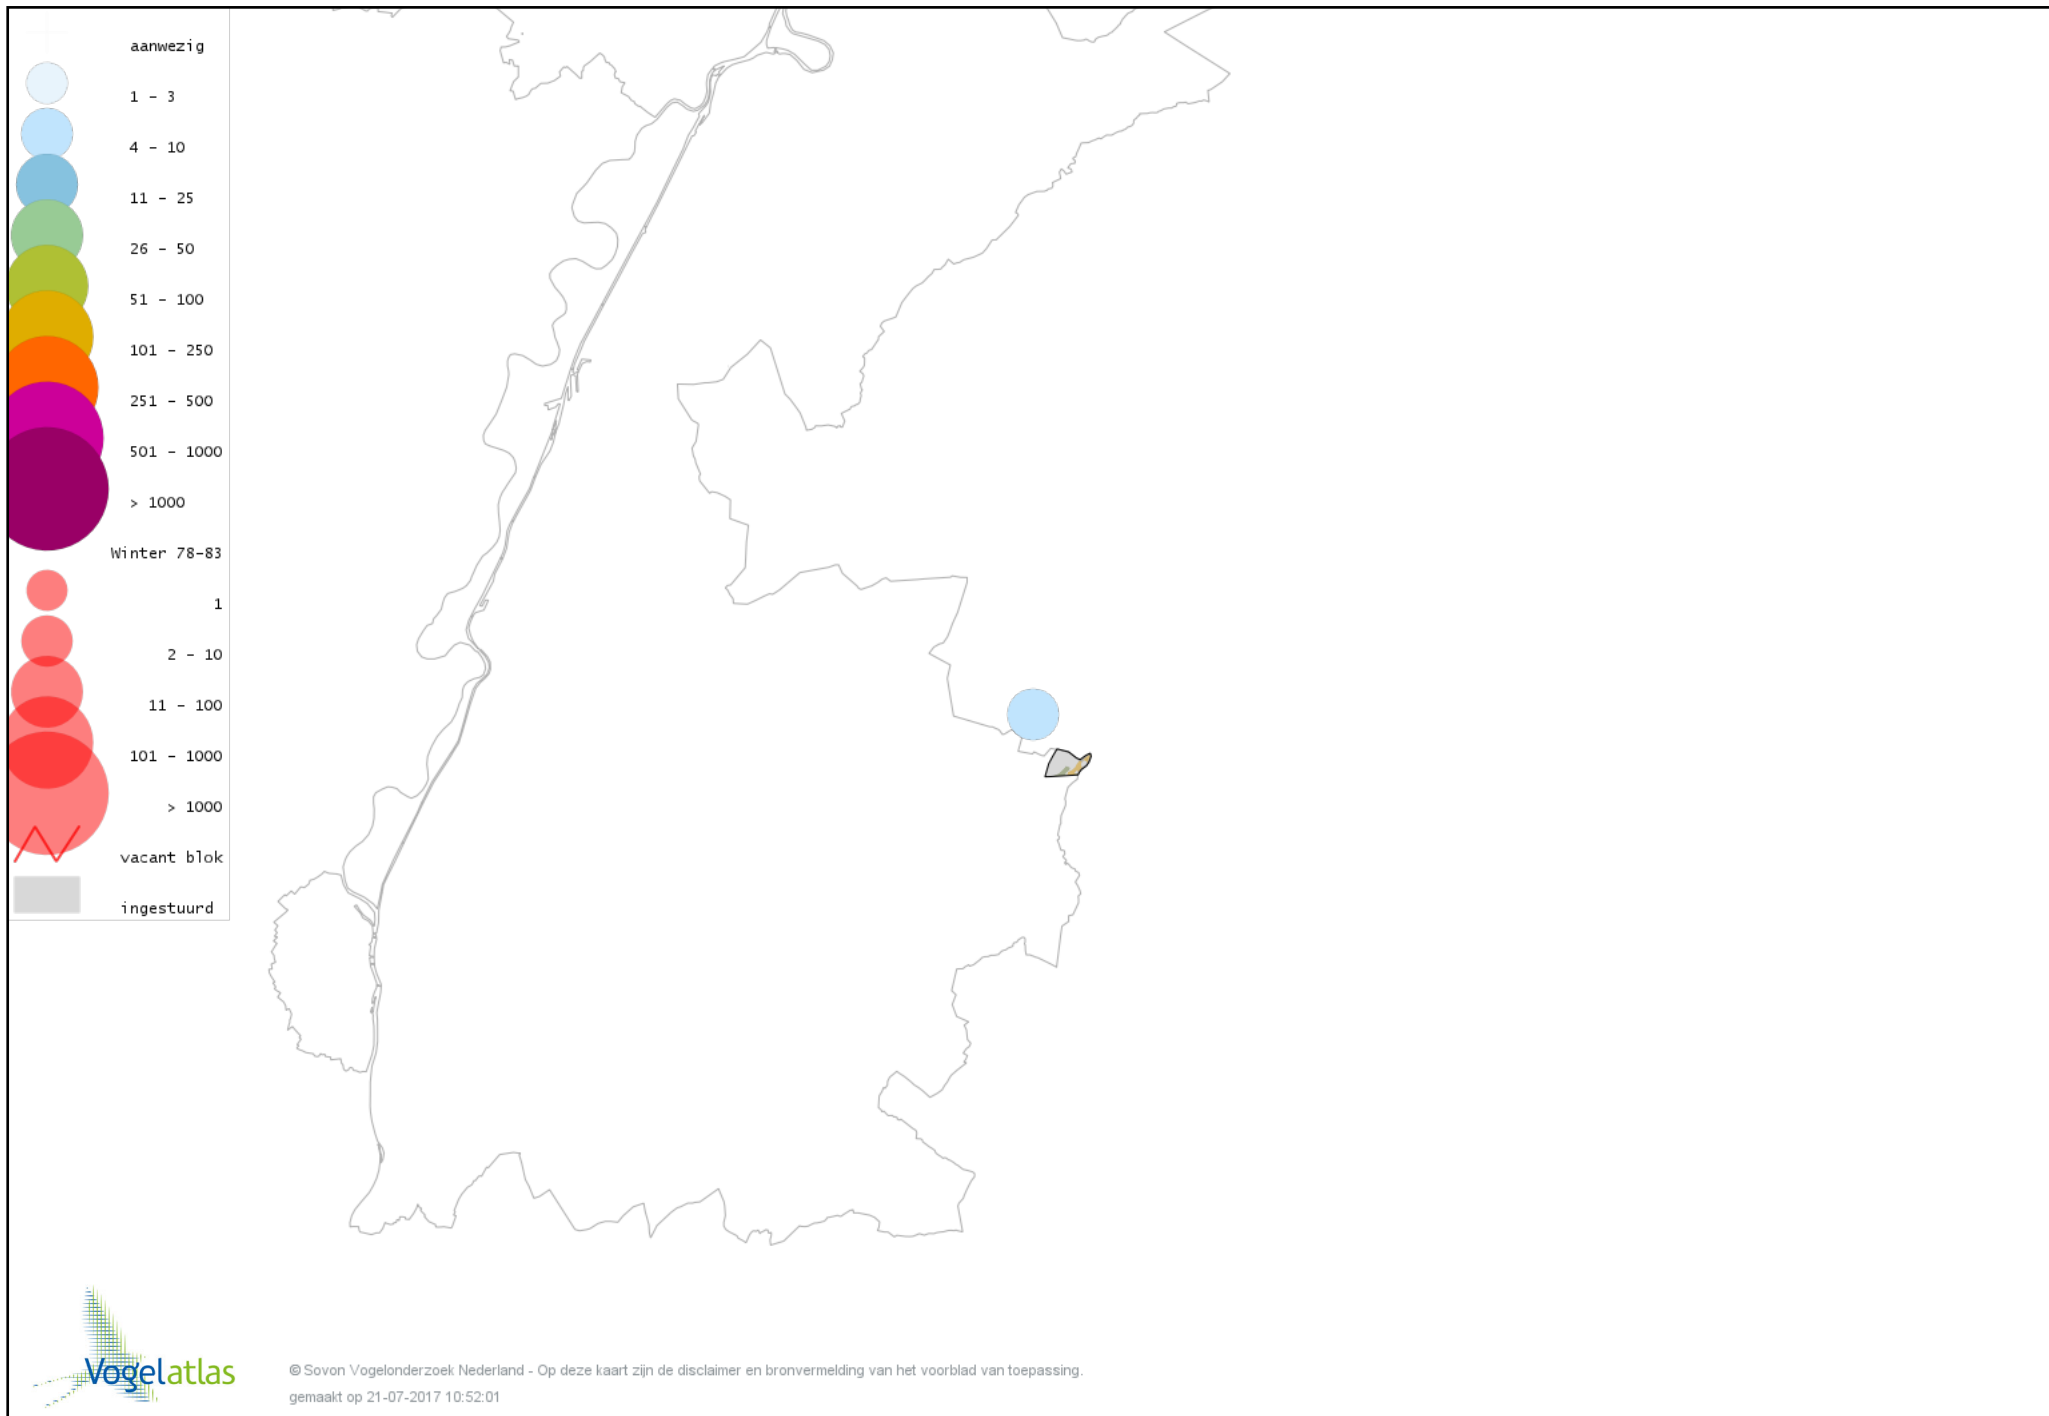 aanwezig
1 - 3
4 - 10
11 - 25
26 - 50
51 - 100
101 - 250
251 - 500
501 - 1000
> 1000
Winter 78-83
1
2 - 10
11 - 100
101 - 1000
> 1000
vacant blok
ingestuurd
Vogelatlas
© Sovon Vogelonderzoek Nederland - Op deze kaart zijn de disclaimer en bronvermelding van het voorblad van toepassing.
gemaakt op 21-07-2017 10:52:01